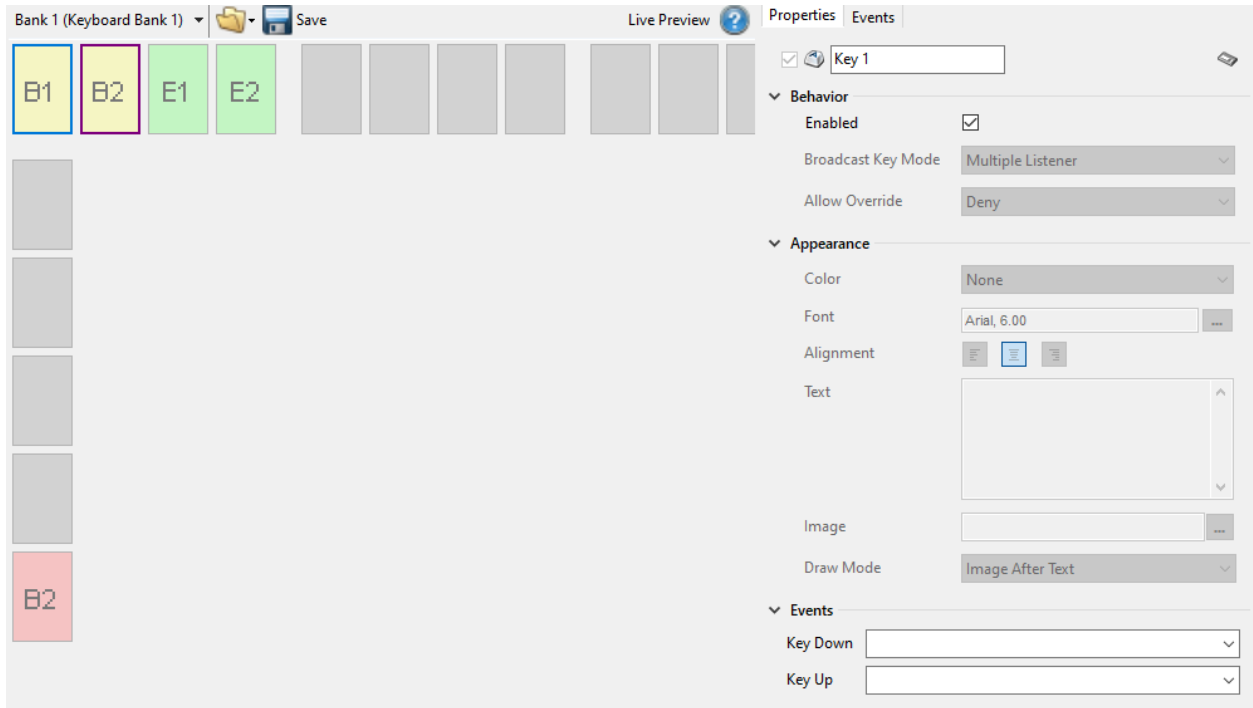 Bank 1 (Keyboard Bank 1) Save Live Preview ? Properties Events
Key 1
B1 B2 E1 E2
Behavior
Enabled
Broadcast Key Mode Multiple Listener
Allow Override Deny
Appearance
Color None
Font Arial, 6.00 ...
Alignment
Text
Image ...
Draw Mode Image After Text
B2
Events
Key Down
Key Up